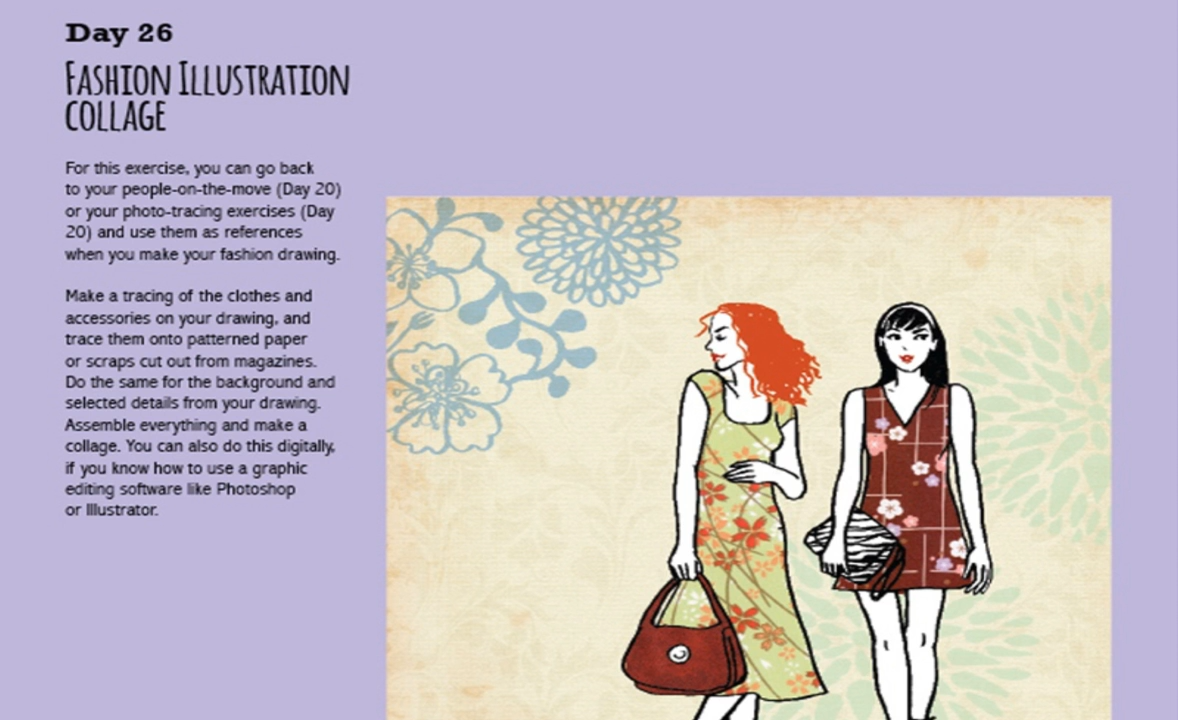 Day 26
Fashion Illustration
collage
For this exercise, you can go back
to your people-on-the-move (Day 20)
or your photo-tracing exercises (Day
20) and use them as references
when you make your fashion drawing.
Make a tracing of the clothes and
accessories on your drawing, and
trace them onto patterned paper
or scraps cut out from magazines.
Do the same for the background and
selected details from your drawing.
Assemble everything and make a
collage. You can also do this digitally,
if you know how to use a graphic
editing software like Photoshop
or Illustrator.